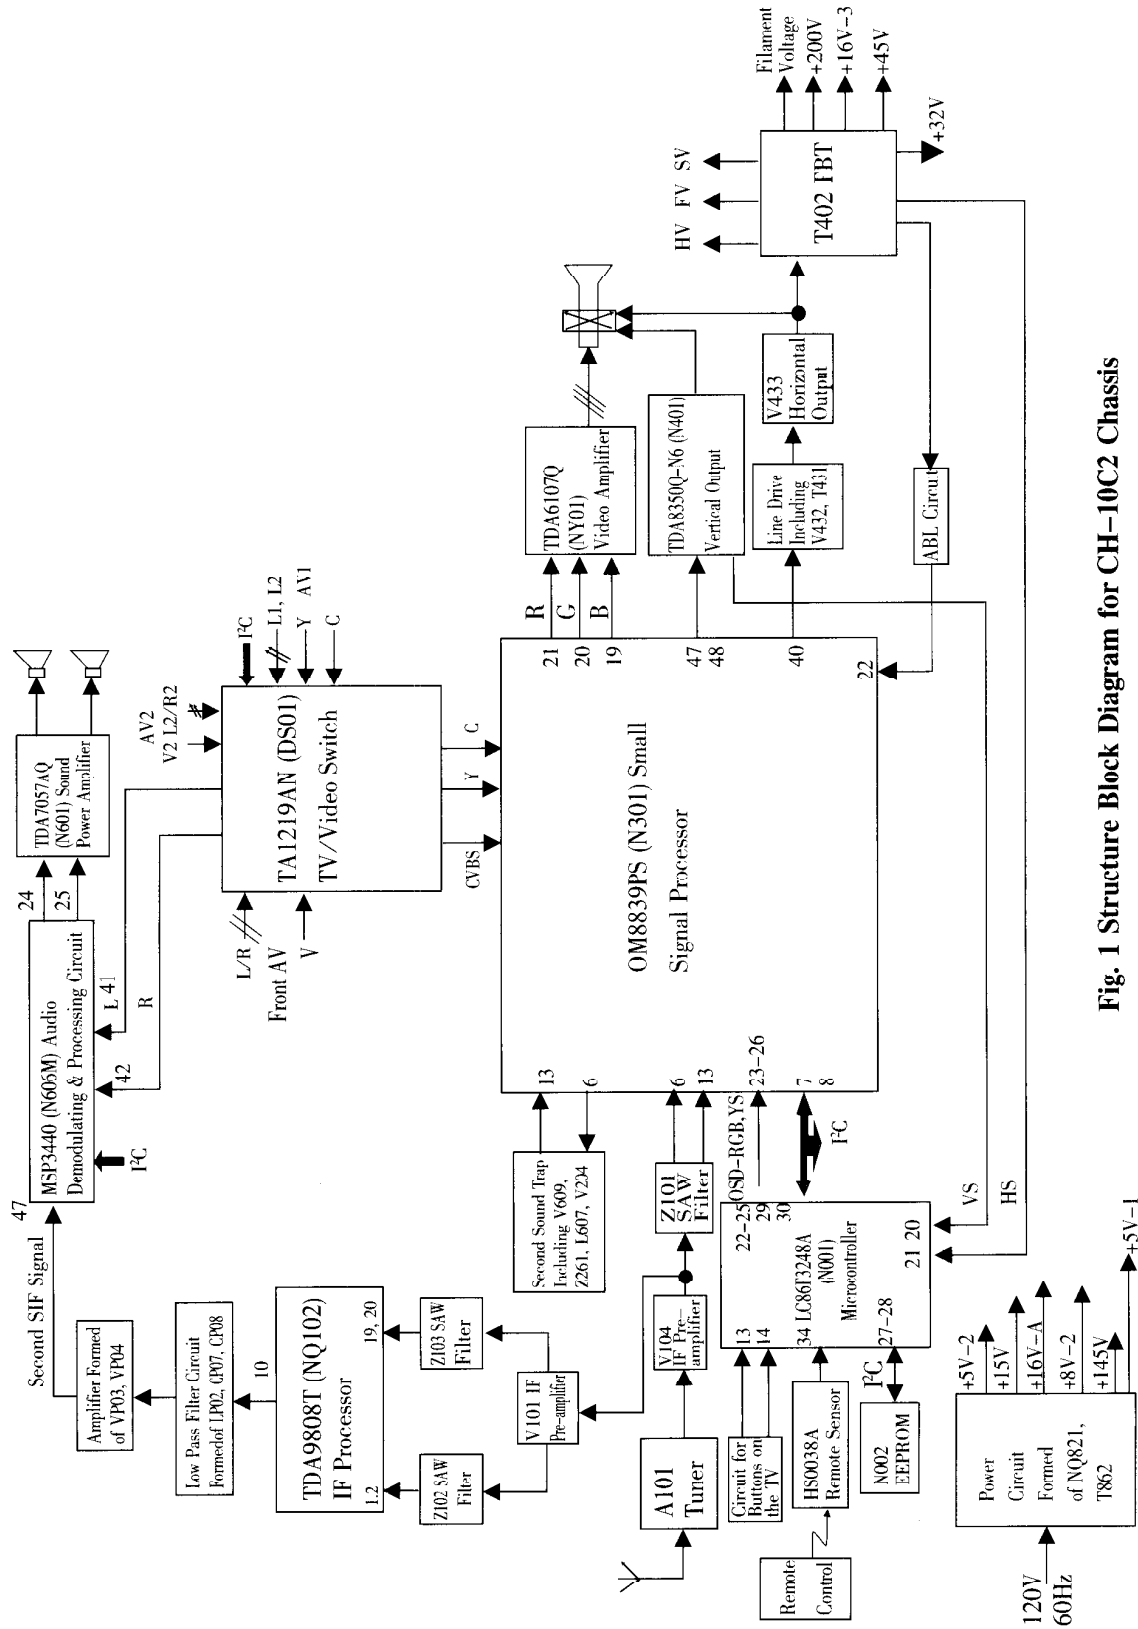 Second SIF Signal
47
MSP3440 (N606M) Audio
Demodulating & Processing Circuit
I²C
24
25
TDA7057AQ
(N601) Sound
Power Amplifier
42
L 41
R
Amplifier Formed
of VP03, VP04
Low Pass Filter Circuit
Formedof LP02, CP07, CP08
10
TDA9808T (NQ102)
IF Processor
1.2
19, 20
Z102 SAW
Filter
Z103 SAW
Filter
V101 IF
Pre-amplifier
L/R
Front AV
V
AV2
V2 L2/R2
TA1219AN (DS01)
TV/Video Switch
I²C
L1, L2
Y AV1
C
CVBS
Y
C
Second Sound Trap
Including V609,
Z261, L607, V204
13
6
OM8839PS (N301) Small
Signal Processor
6
13
23-26
7
8
21
20
19
47
48
40
22
R
G
B
TDA6107Q
(NY01)
Video Amplifier
TDA8350Q-N6 (N401)
Vertical Output
Line Drive
Including
V432, T431
V433
Horizontal
Output
HV FV SV
T402 FBT
Filament
Voltage
+200V
+16V-3
+45V
+32V
ABL Circuit
A101
Tuner
V104
IF Pre-
amplifier
Z101
SAW
Filter
OSD-RGB,YS
I²C
Circuit for
Buttons on
the TV
13
14
22-25
29
30
34 LC863248A
(N001)
Microcontroller
27-28
21 20
Remote
Control
HS0038A
Remote Sensor
I²C
N002
EEPROM
VS
HS
120V
60Hz
Power
Circuit
Formed
of NQ821,
T862
+5V-2
+15V
+16V-A
+8V-2
+145V
+5V-1
Fig. 1 Structure Block Diagram for CH-10C2 Chassis